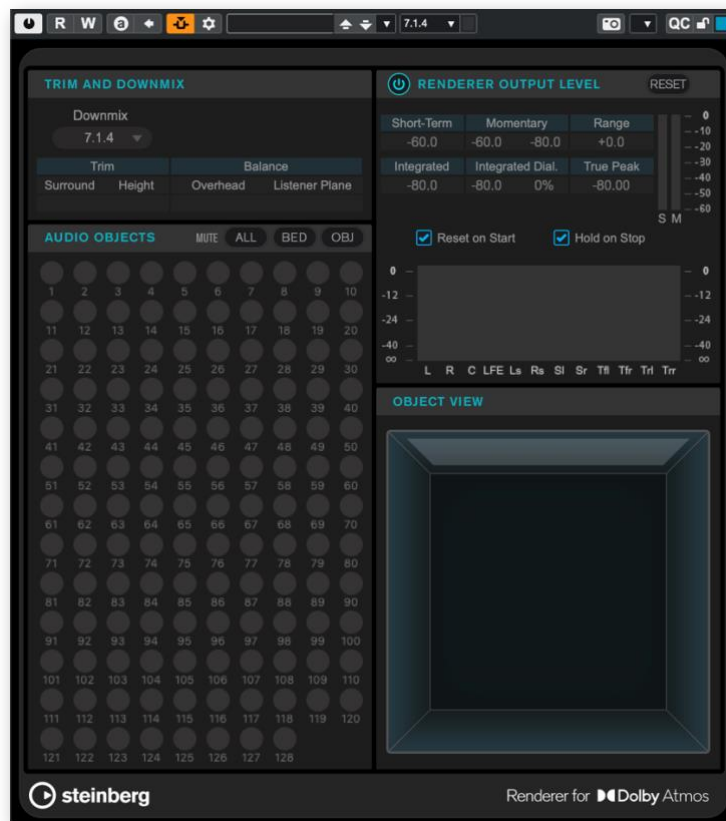 R W a 7.1.4 QC
TRIM AND DOWNMIX
Downmix
7.1.4
Trim Balance
Surround Height Overhead Listener Plane
AUDIO OBJECTS MUTE ALL BED OBJ
1 2 3 4 5 6 7 8 9 10
11 12 13 14 15 16 17 18 19 20
21 22 23 24 25 26 27 28 29 30
31 32 33 34 35 36 37 38 39 40
41 42 43 44 45 46 47 48 49 50
51 52 53 54 55 56 57 58 59 60
61 62 63 64 65 66 67 68 69 70
71 72 73 74 75 76 77 78 79 80
81 82 83 84 85 86 87 88 89 90
91 92 93 94 95 96 97 98 99 100
101 102 103 104 105 106 107 108 109 110
111 112 113 114 115 116 117 118 119 120
121 122 123 124 125 126 127 128
RENDERER OUTPUT LEVEL RESET
Short-Term Momentary Range
-60.0 -60.0 -80.0 +0.0
Integrated Integrated Dial. True Peak
-80.0 -80.0 0% -80.00
0
-10
-20
-30
-40
-50
-60
S M
Reset on Start Hold on Stop
0 0
-12 -12
-24 -24
-40 -40
∞ ∞
L R C LFE Ls Rs Sl Sr Tfl Tfr Trl Trr
OBJECT VIEW
steinberg
Renderer for Dolby Atmos